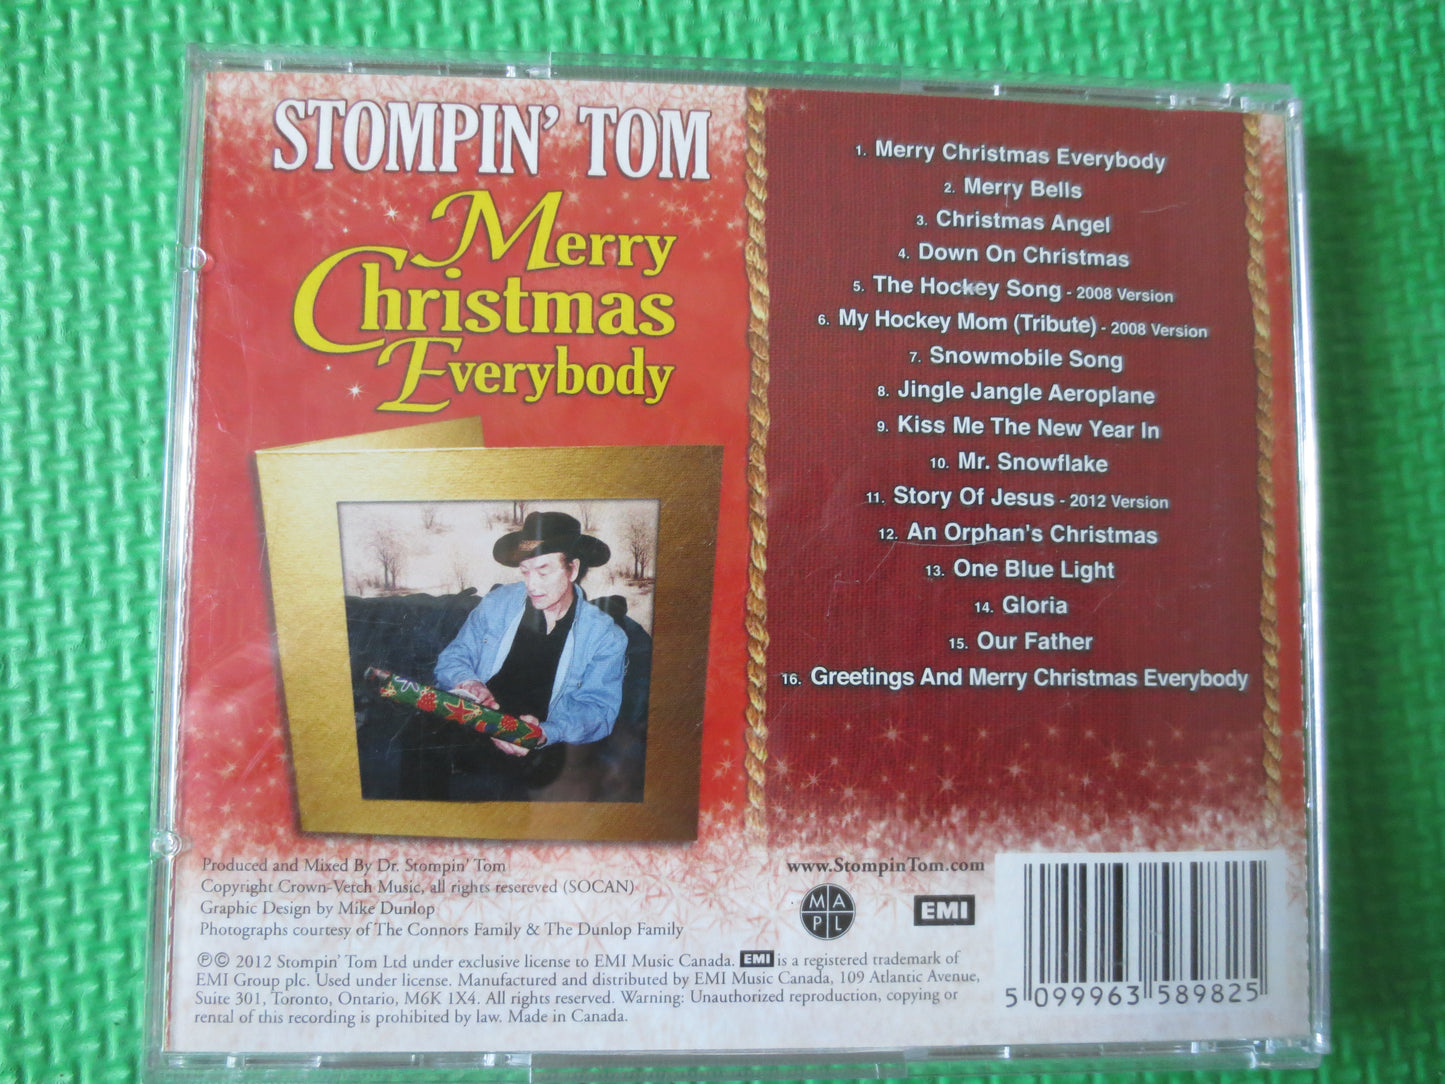 STOMPIN' TOM
Merry
Christmas
Everybody
1. Merry Christmas Everybody
2. Merry Bells
3. Christmas Angel
4. Down On Christmas
5. The Hockey Song - 2008 Version
6. My Hockey Mom (Tribute) - 2008 Version
7. Snowmobile Song
8. Jingle Jangle Aeroplane
9. Kiss Me The New Year In
10. Mr. Snowflake
11. Story Of Jesus - 2012 Version
12. An Orphan's Christmas
13. One Blue Light
14. Gloria
15. Our Father
16. Greetings And Merry Christmas Everybody
Produced and Mixed By Dr. Stompin' Tom
Copyright Crown-Vetch Music, all rights resereved (SOCAN)
Graphic Design by Mike Dunlop
Photographs courtesy of The Connors Family & The Dunlop Family
℗© 2012 Stompin' Tom Ltd under exclusive license to EMI Music Canada. EMI is a registered trademark of
EMI Group plc. Used under license. Manufactured and distributed by EMI Music Canada, 109 Atlantic Avenue,
Suite 301, Toronto, Ontario, M6K 1X4. All rights reserved. Warning: Unauthorized reproduction, copying or
rental of this recording is prohibited by law. Made in Canada.
www.StompinTom.com
M A
P L
EMI
5 099963 589825